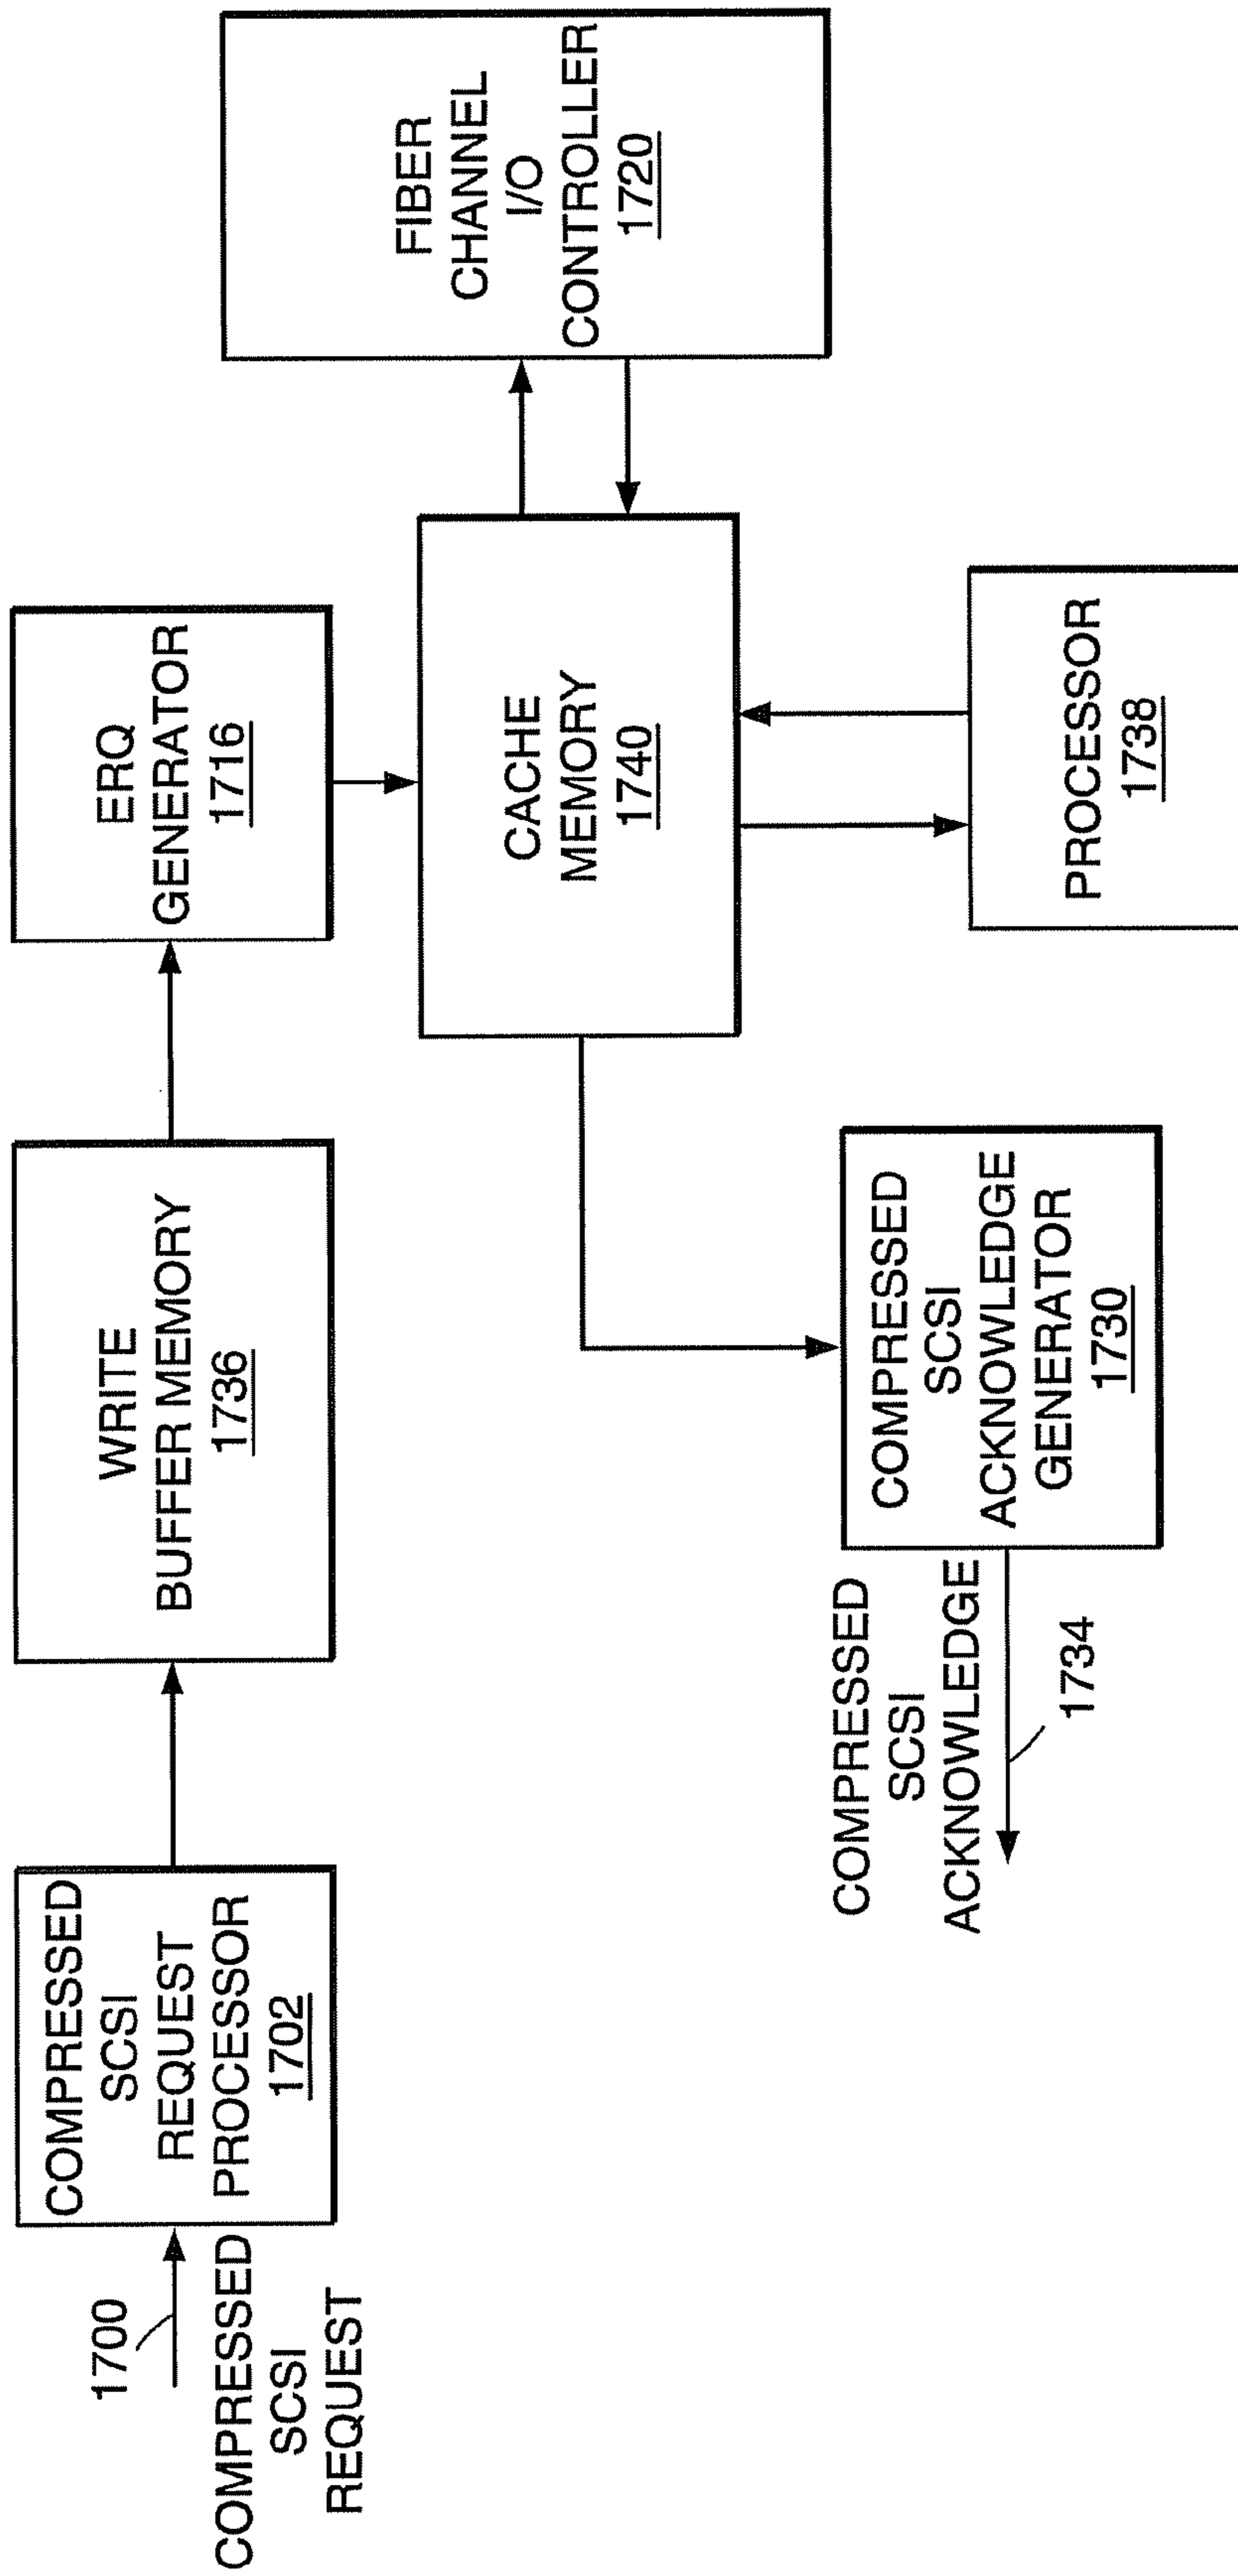 1700
COMPRESSED
SCSI
REQUEST
COMPRESSED
SCSI
REQUEST
PROCESSOR
1702
WRITE
BUFFER MEMORY
1736
ERQ
GENERATOR
1716
FIBER
CHANNEL
I/O
CONTROLLER
1720
CACHE
MEMORY
1740
PROCESSOR
1738
COMPRESSED
SCSI
ACKNOWLEDGE
GENERATOR
1730
COMPRESSED
SCSI
ACKNOWLEDGE
1734